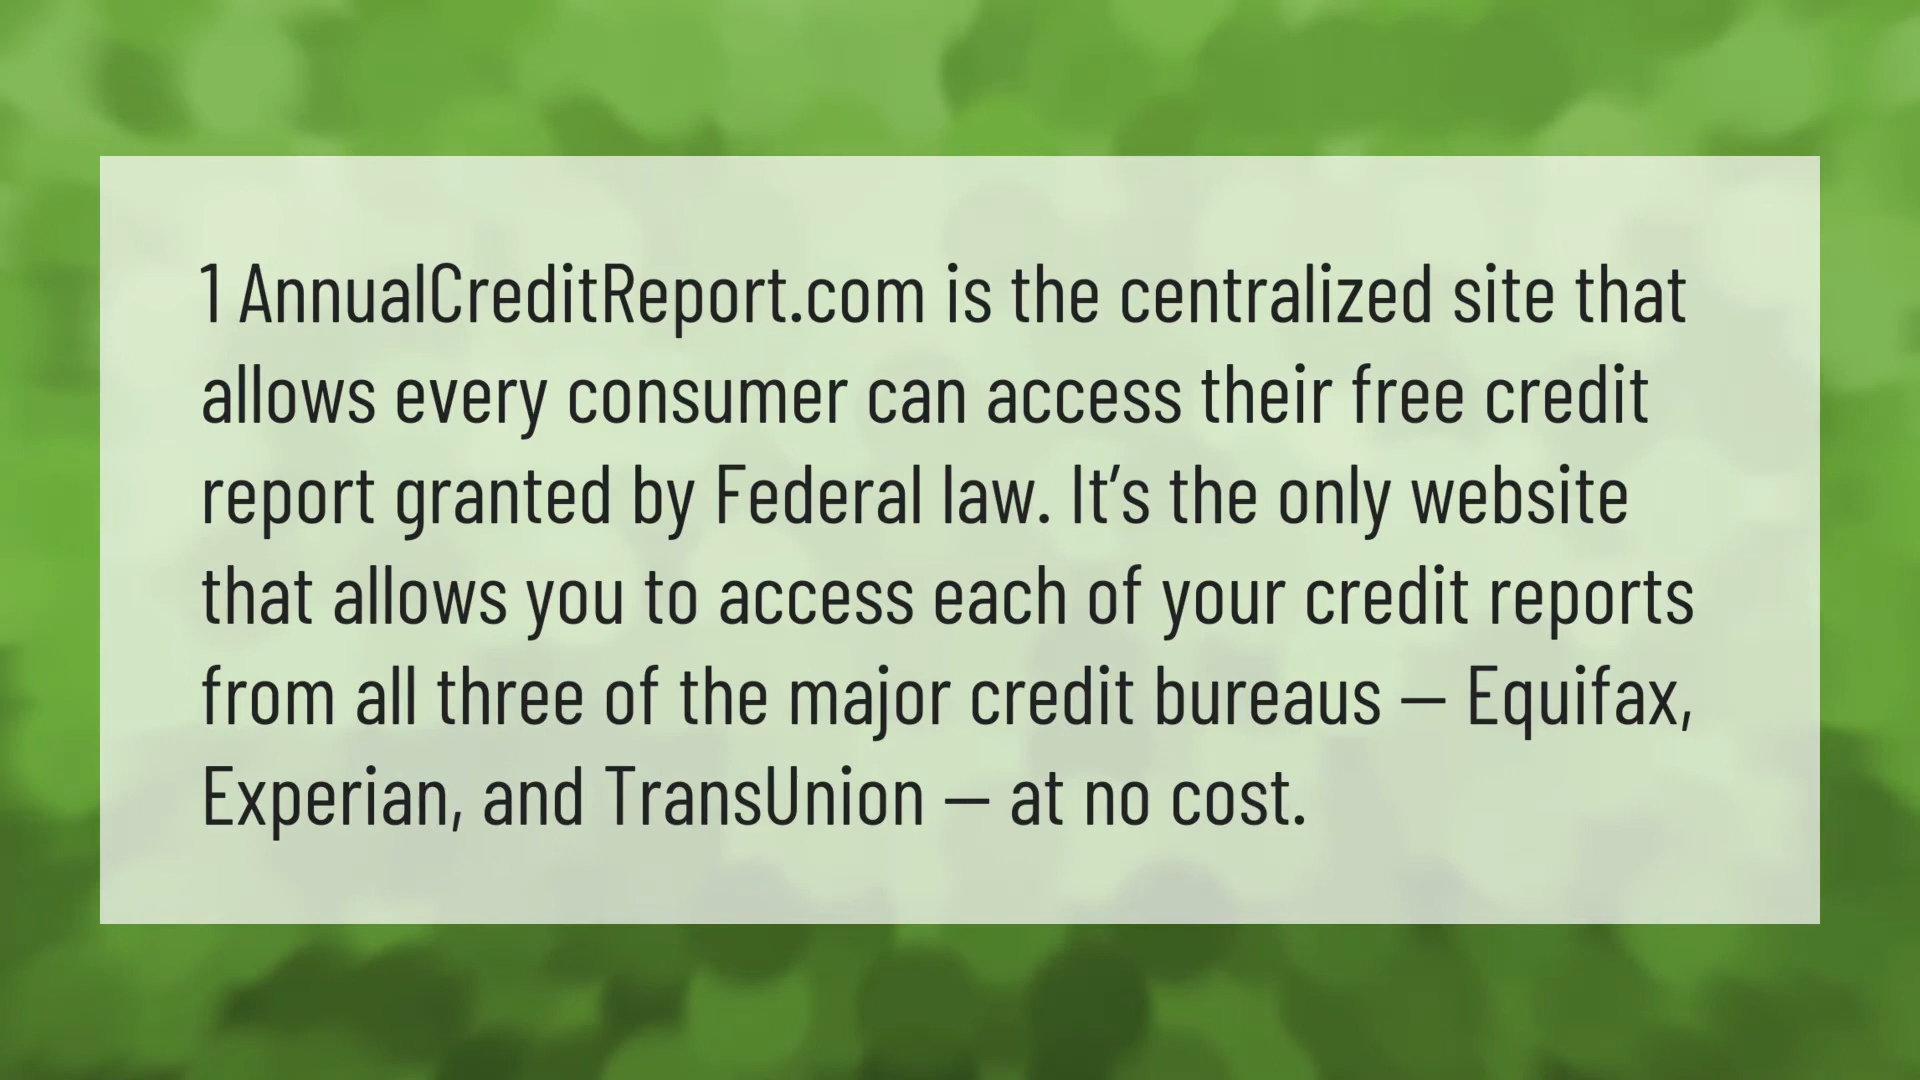 1 AnnualCreditReport.com is the centralized site that
allows every consumer can access their free credit
report granted by Federal law. It’s the only website
that allows you to access each of your credit reports
from all three of the major credit bureaus — Equifax,
Experian, and TransUnion — at no cost.